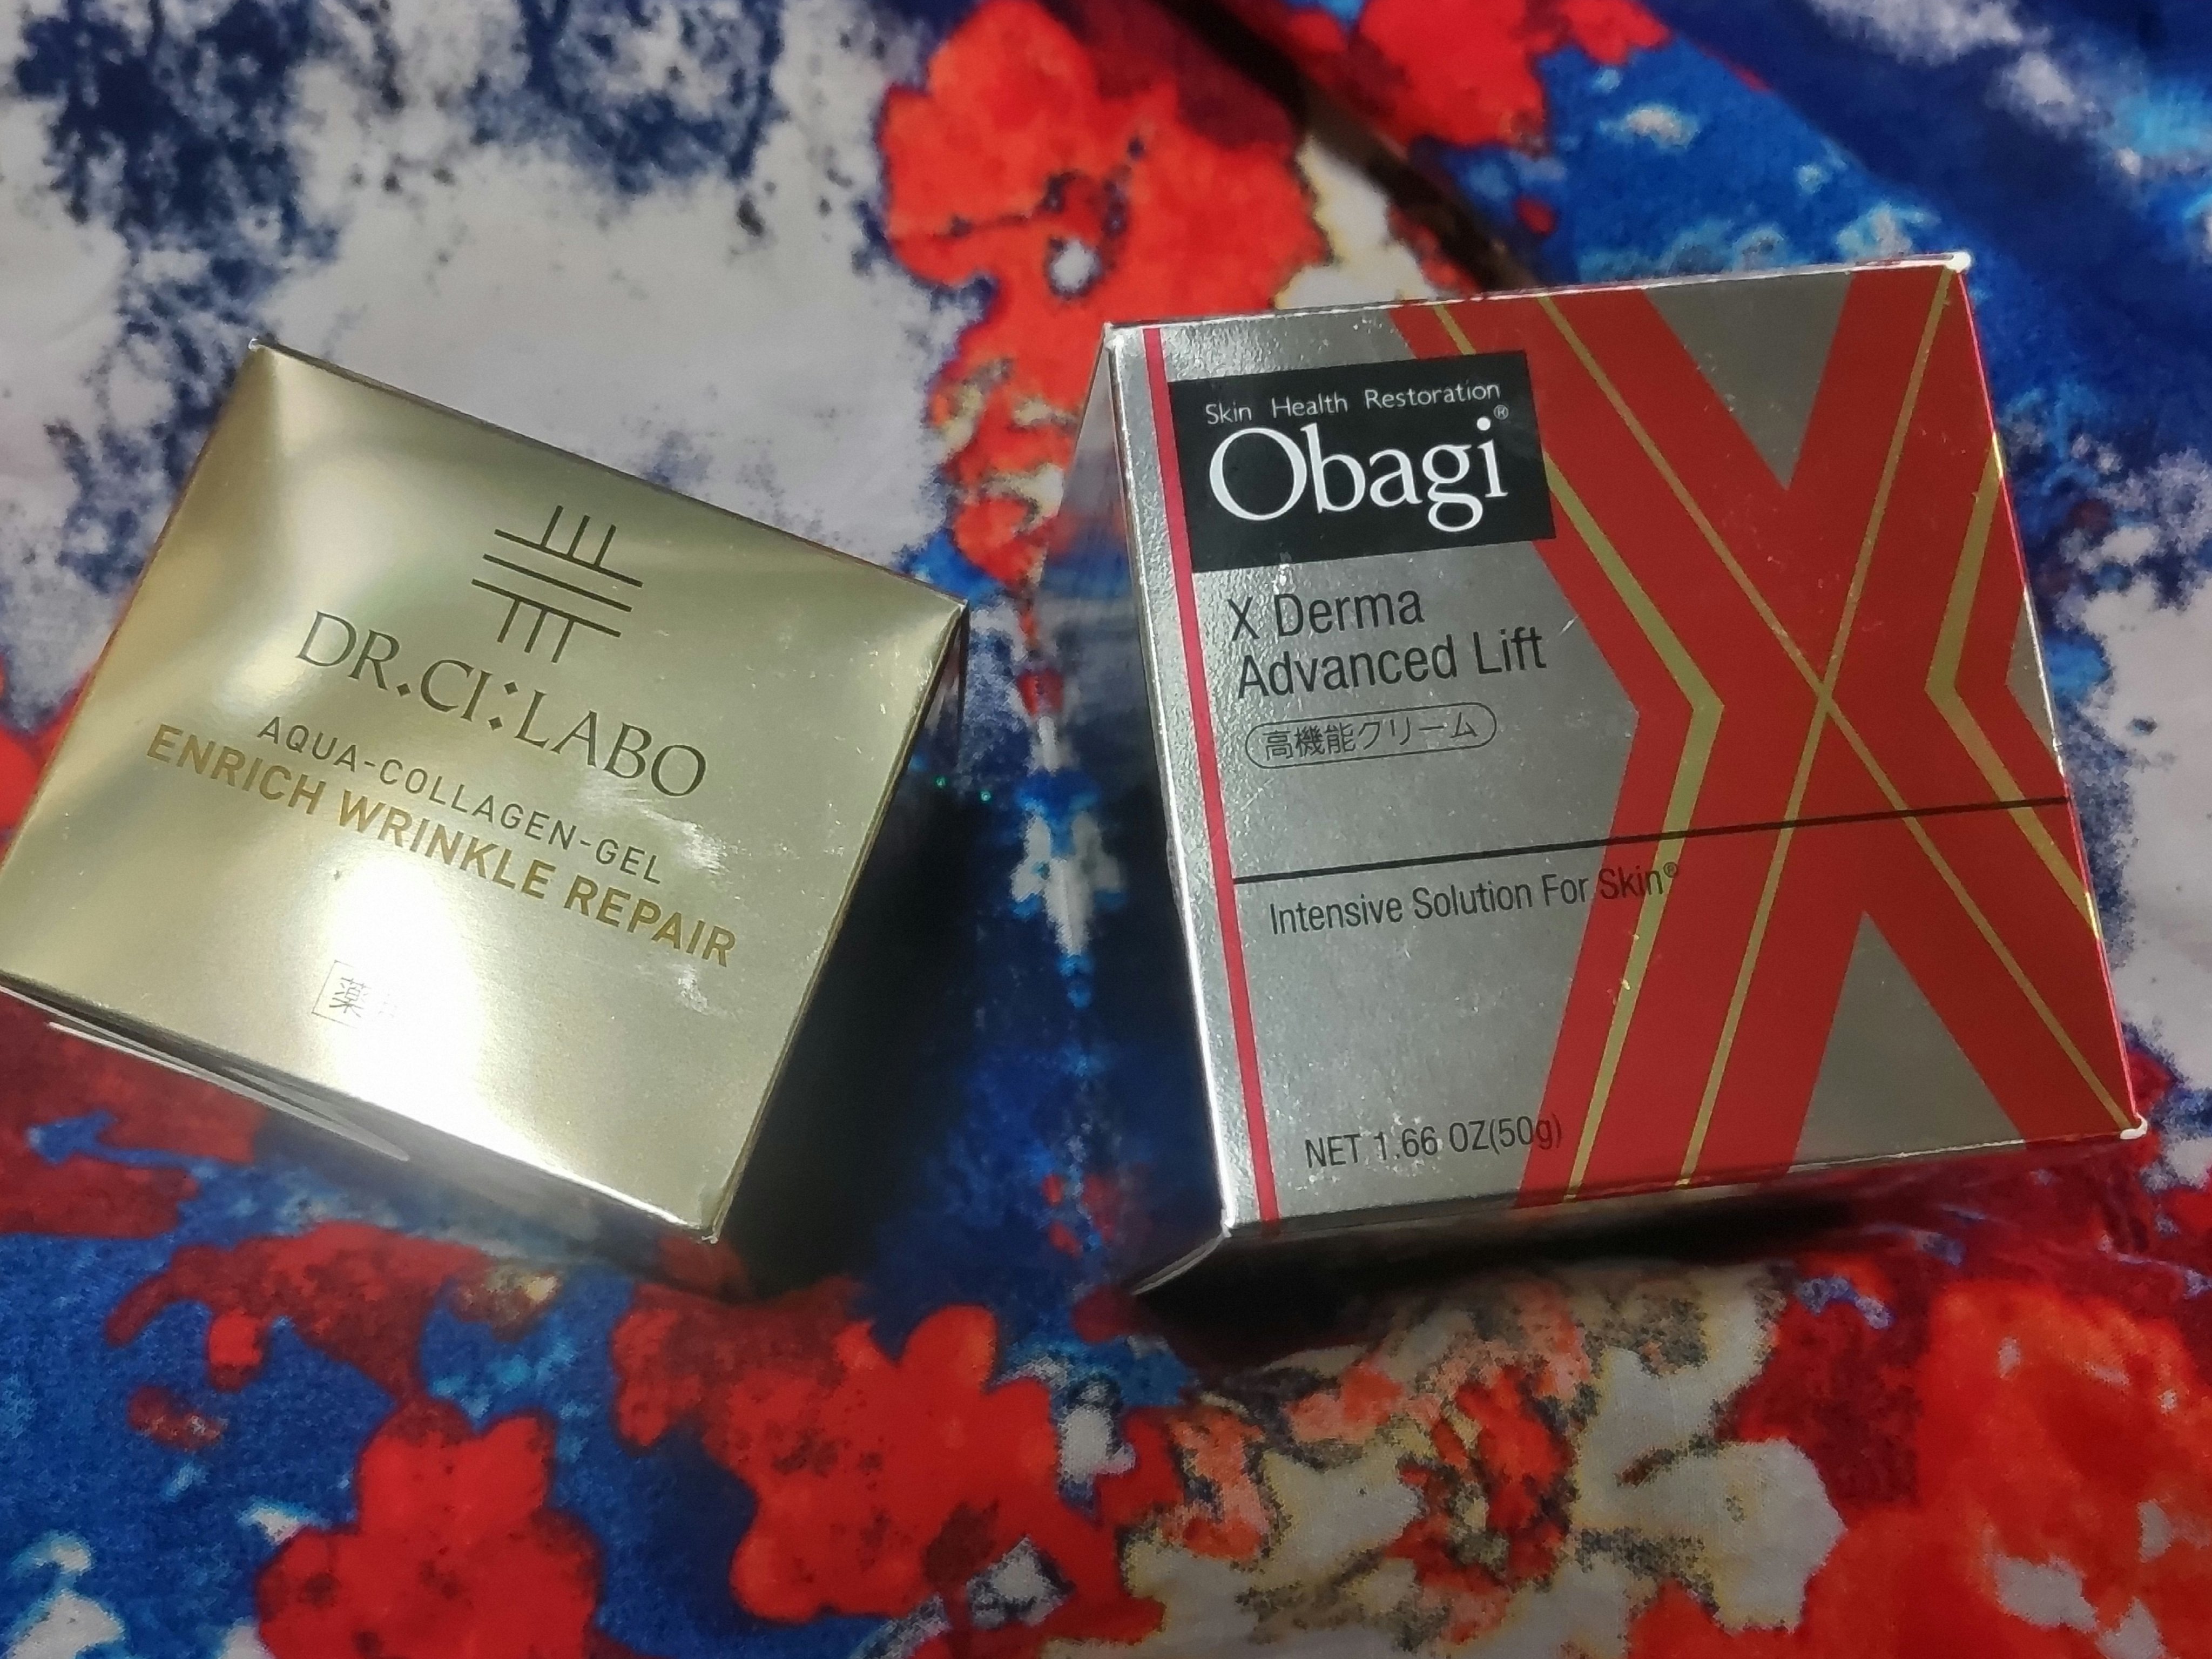 DR.CI:LABO
AQUA-COLLAGEN-GEL
ENRICH WRINKLE REPAIR
薬
Skin Health Restoration
Obagi®
X Derma
Advanced Lift
高機能クリーム
Intensive Solution For Skin®
NET 1.66 OZ(50g)